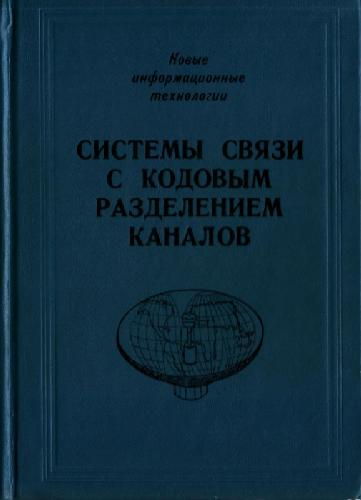 Новые
информационные
технологии
СИСТЕМЫ СВЯЗИ
С КОДОВЫМ
РАЗДЕЛЕНИЕМ
КАНАЛОВ